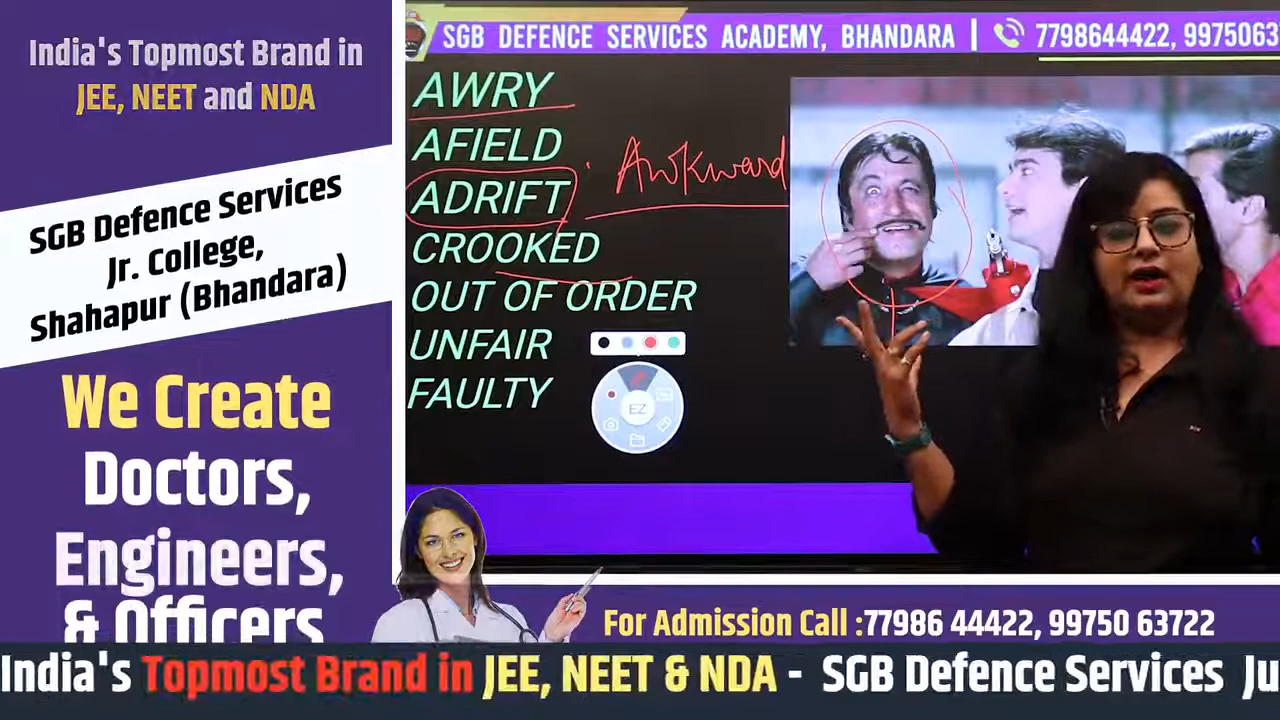 India's Topmost Brand in
JEE, NEET and NDA
SGB Defence Services
Jr. College,
Shahapur (Bhandara)
We Create
Doctors,
Engineers,
& Officers
SGB DEFENCE SERVICES ACADEMY, BHANDARA | 7798644422, 9975063
AWRY
AFIELD
Awkward
ADRIFT
CROOKED
OUT OF ORDER
UNFAIR
FAULTY
EZ
For Admission Call :77986 44422, 99750 63722
India's Topmost Brand in JEE, NEET & NDA - SGB Defence Services Ju